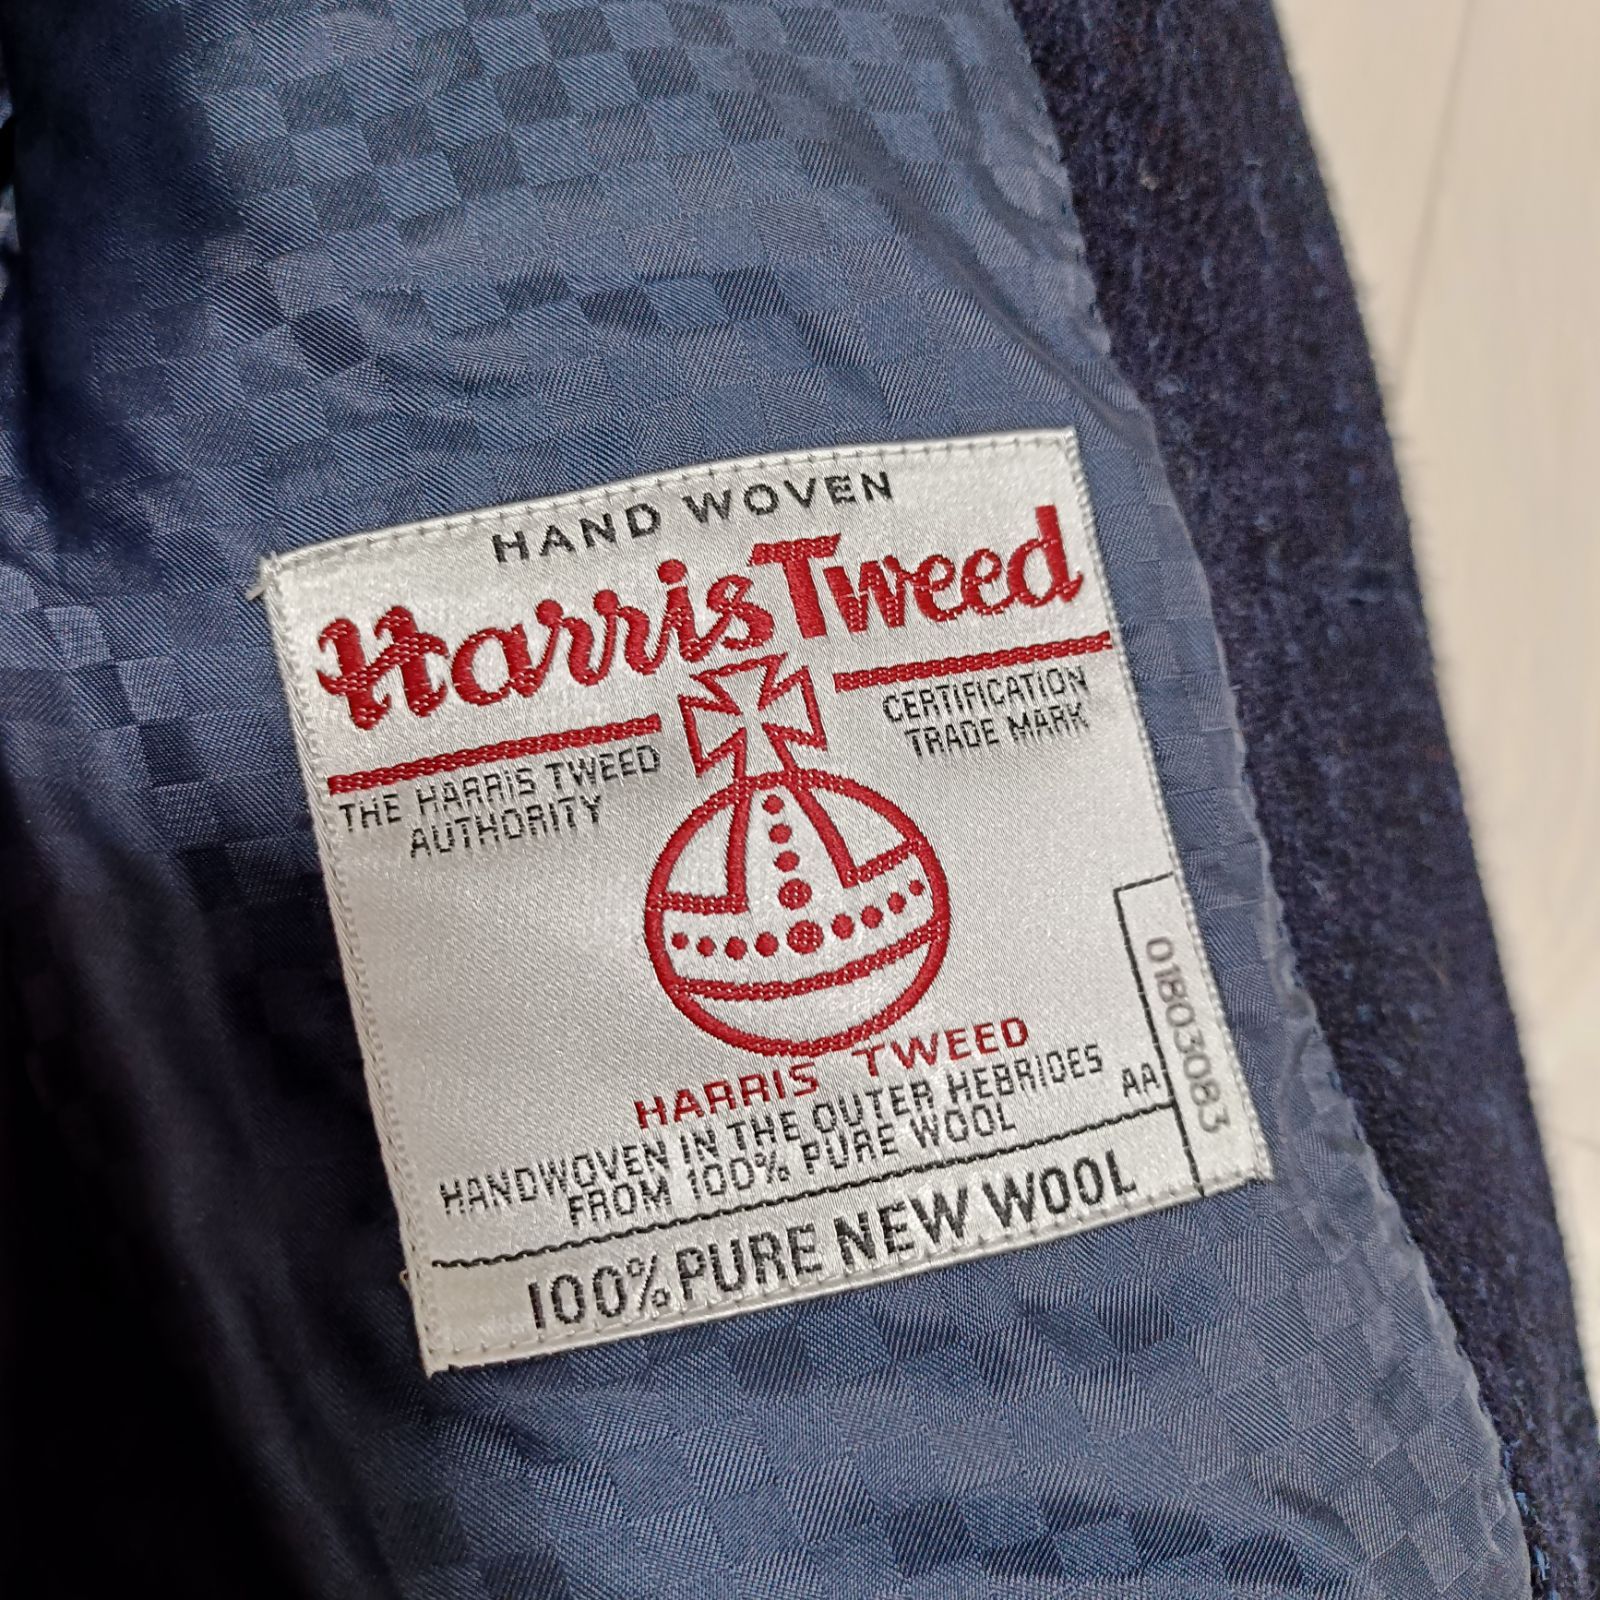 HAND WOVEN
Harris Tweed
THE HARRIS TWEED
AUTHORITY
CERTIFICATION
TRADE MARK
HARRIS TWEED
HANDWOVEN IN THE OUTER HEBRIDES
FROM 100% PURE WOOL
AA
018030083
100% PURE NEW WOOL